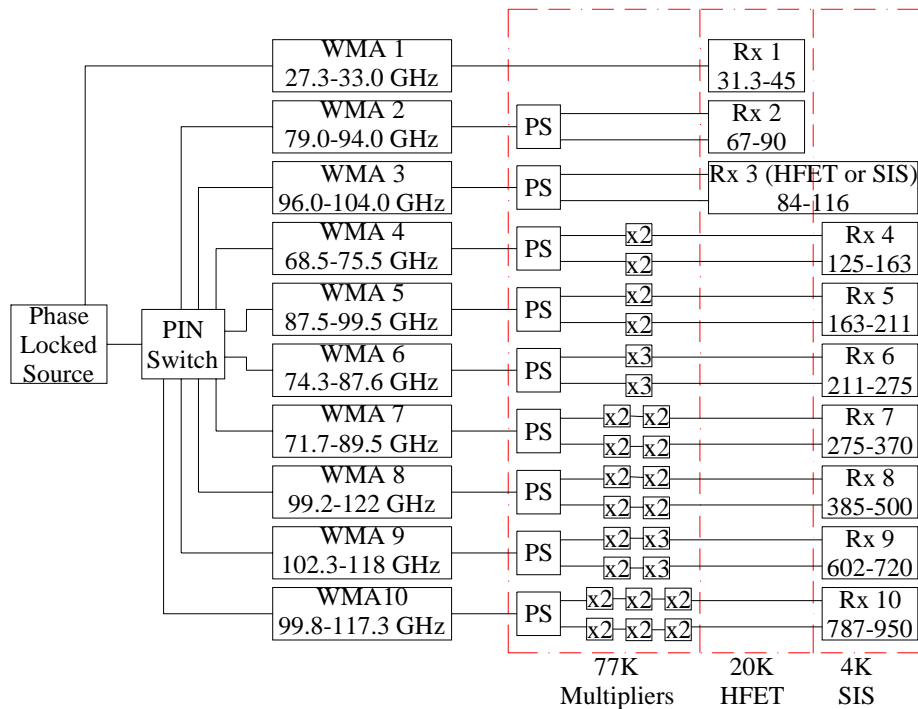 WMA 1
27.3-33.0 GHz
Rx 1
31.3-45
WMA 2
79.0-94.0 GHz
PS
Rx 2
67-90
WMA 3
96.0-104.0 GHz
PS
Rx 3 (HFET or SIS)
84-116
WMA 4
68.5-75.5 GHz
PS
x2
x2
Rx 4
125-163
Phase
Locked
Source
PIN
Switch
WMA 5
87.5-99.5 GHz
PS
x2
x2
Rx 5
163-211
WMA 6
74.3-87.6 GHz
PS
x3
x3
Rx 6
211-275
WMA 7
71.7-89.5 GHz
PS
x2 x2
x2 x2
Rx 7
275-370
WMA 8
99.2-122 GHz
PS
x2 x2
x2 x2
Rx 8
385-500
WMA 9
102.3-118 GHz
PS
x2 x3
x2 x3
Rx 9
602-720
WMA10
99.8-117.3 GHz
PS
x2 x2 x2
x2 x2 x2
Rx 10
787-950
77K
Multipliers
20K
HFET
4K
SIS